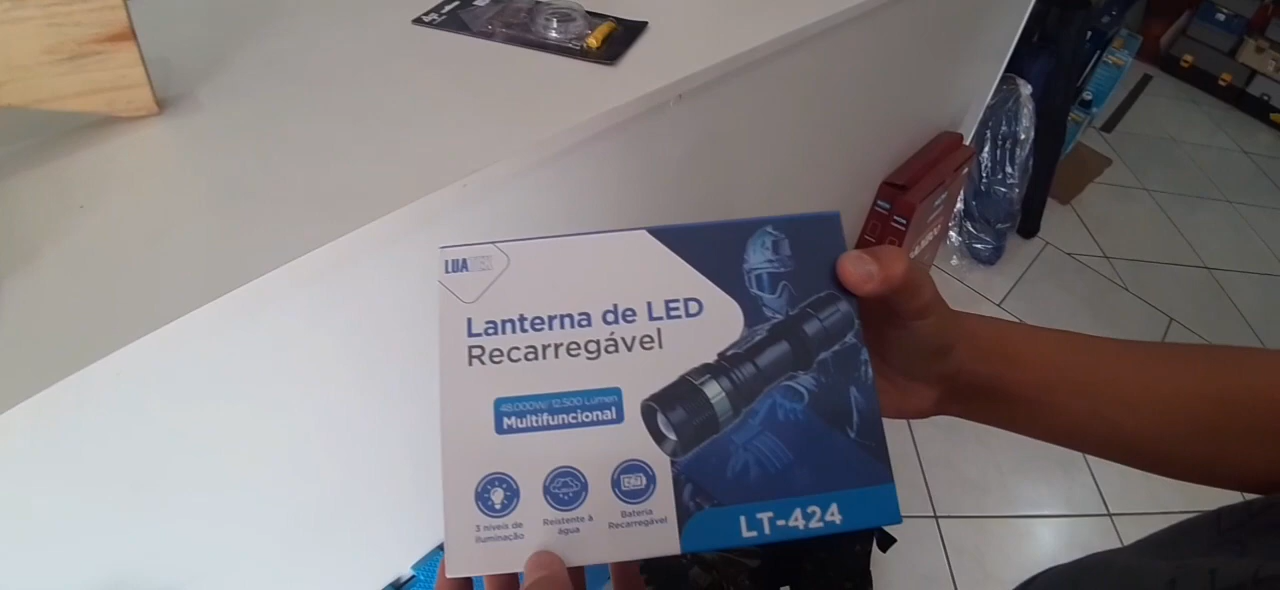 LUATEK
Lanterna de LED
Recarregável
48.000W/ 12.500 Lumen
Multifuncional
3 níveis de
iluminação
Reistente à
água
Bateria
Recarregável
LT-424